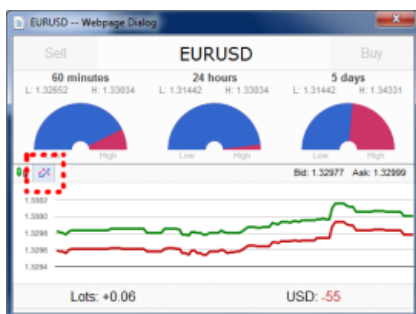 EURUSD -- Webpage Dialog
Sell EURUSD Buy
60 minutes 24 hours 5 days
L: 1.32652 H: 1.33034 L: 1.31442 H: 1.33034 L: 1.31442 H: 1.34331
High Low High Low High
Bid: 1.32977 Ask: 1.32999
1.3302
1.3300
1.3298
1.3296
1.3294
Lots: +0.06 USD: -55